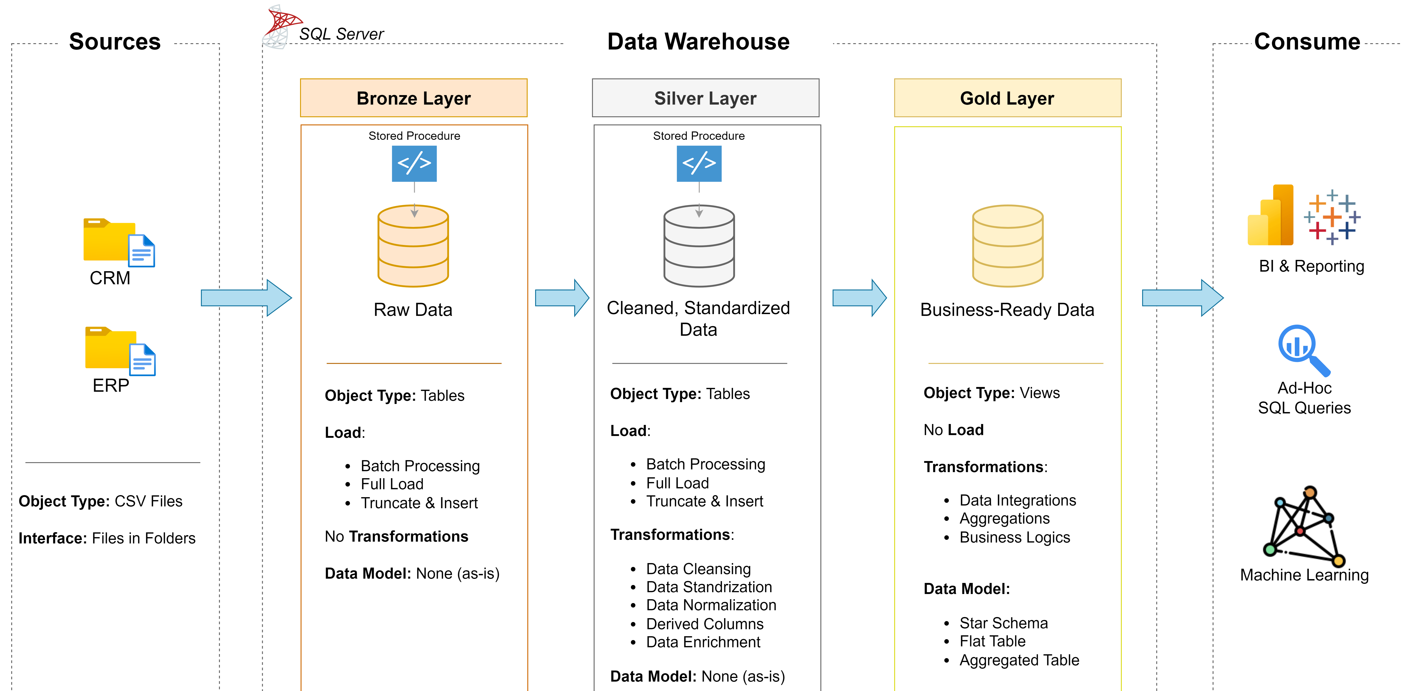 Sources
CRM
ERP
Object Type: CSV Files
Interface: Files in Folders
SQL Server
Data Warehouse
Bronze Layer
Stored Procedure
</>
Raw Data
Object Type: Tables
Load:
• Batch Processing
• Full Load
• Truncate & Insert
No Transformations
Data Model: None (as-is)
Silver Layer
Stored Procedure
</>
Cleaned, Standardized
Data
Object Type: Tables
Load:
• Batch Processing
• Full Load
• Truncate & Insert
Transformations:
• Data Cleansing
• Data Standrization
• Data Normalization
• Derived Columns
• Data Enrichment
Data Model: None (as-is)
Gold Layer
Business-Ready Data
Object Type: Views
No Load
Transformations:
• Data Integrations
• Aggregations
• Business Logics
Data Model:
• Star Schema
• Flat Table
• Aggregated Table
Consume
BI & Reporting
Ad-Hoc
SQL Queries
Machine Learning